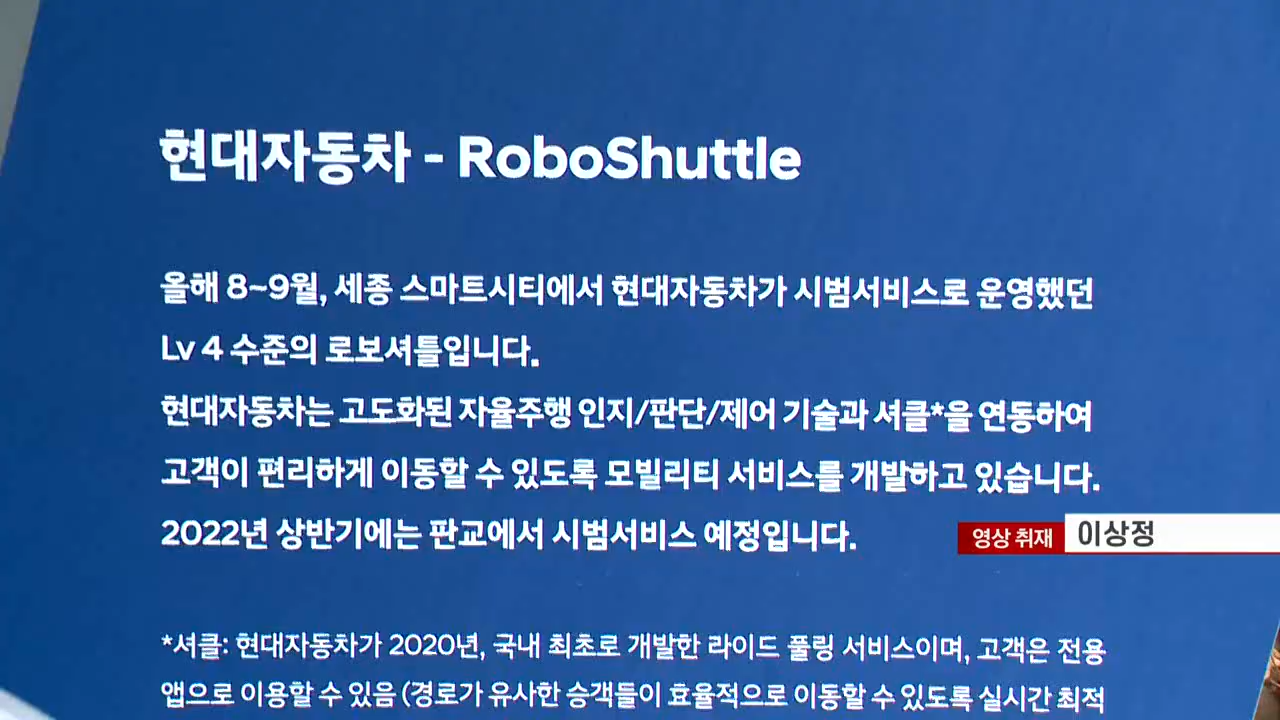 현대자동차 - RoboShuttle
올해 8~9월, 세종 스마트시티에서 현대자동차가 시범서비스로 운영했던
Lv 4 수준의 로보셔틀입니다.
현대자동차는 고도화된 자율주행 인지/판단/제어 기술과 셔클*을 연동하여
고객이 편리하게 이동할 수 있도록 모빌리티 서비스를 개발하고 있습니다.
2022년 상반기에는 판교에서 시범서비스 예정입니다.
영상 취재 이상정
*셔클: 현대자동차가 2020년, 국내 최초로 개발한 라이드 풀링 서비스이며, 고객은 전용
앱으로 이용할 수 있음 (경로가 유사한 승객들이 효율적으로 이동할 수 있도록 실시간 최적